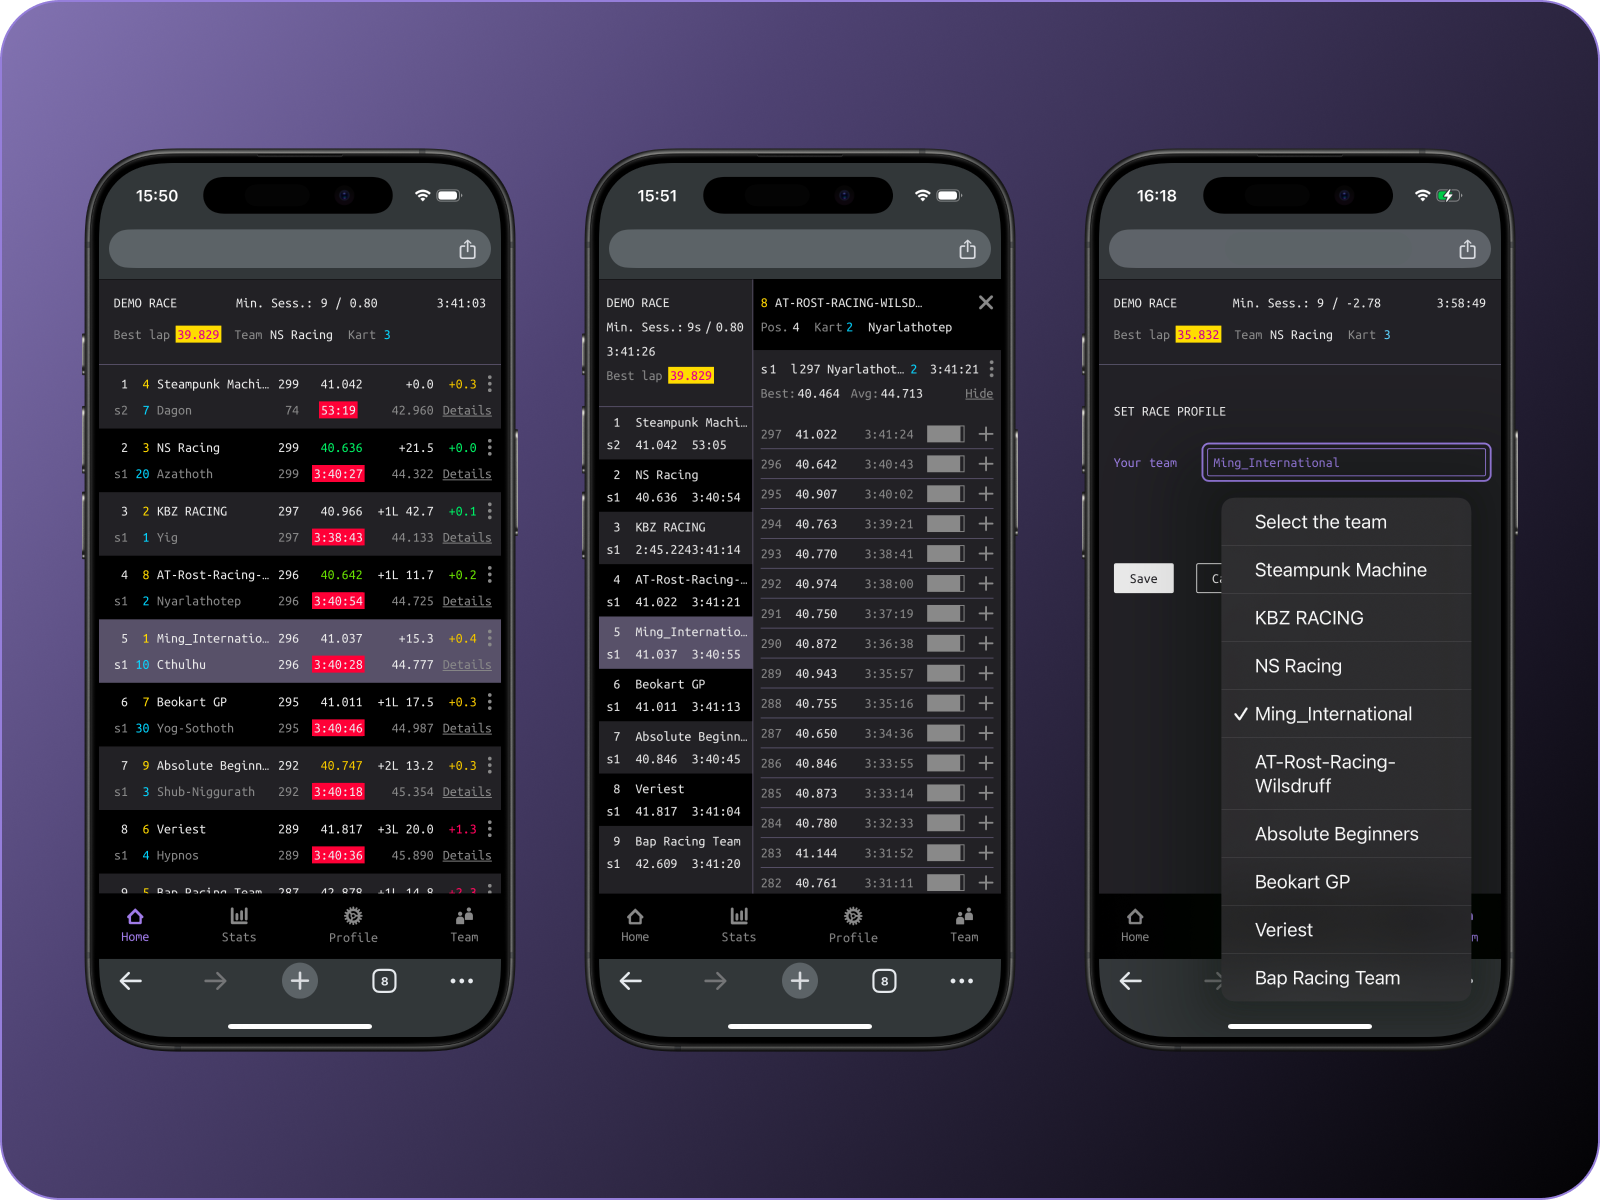 15:50
DEMO RACE Min. Sess.: 9 / 0.80 3:41:03
Best lap 39.829 Team NS Racing Kart 3
1 4 Steampunk Machi… 299 41.042 +0.0 +0.3
s2 7 Dagon 74 53:19 42.960 Details
2 3 NS Racing 299 40.636 +21.5 +0.0
s1 20 Azathoth 299 3:40:27 44.322 Details
3 2 KBZ RACING 297 40.966 +1L 42.7 +0.1
s1 1 Yig 297 3:38:43 44.133 Details
4 8 AT-Rost-Racing-… 296 40.642 +1L 11.7 +0.2
s1 2 Nyarlathotep 296 3:40:54 44.725 Details
5 1 Ming_Internatio… 296 41.037 +15.3 +0.4
s1 10 Cthulhu 296 3:40:28 44.777 Details
6 7 Beokart GP 295 41.011 +1L 17.5 +0.3
s1 30 Yog-Sothoth 295 3:40:46 44.987 Details
7 9 Absolute Beginn… 292 40.747 +2L 13.2 +0.3
s1 3 Shub-Niggurath 292 3:40:18 45.354 Details
8 6 Veriest 289 41.817 +3L 20.0 +1.3
s1 4 Hypnos 289 3:40:36 45.890 Details
9 5 Bap Racing Team 287 42.878 +1L 14.8 +2.3
Home Stats Profile Team
8
15:51
DEMO RACE
Min. Sess.: 9s / 0.80
3:41:26
Best lap 39.829
1 Steampunk Machi…
s2 41.042 53:05
2 NS Racing
s1 40.636 3:40:54
3 KBZ RACING
s1 2:45.224 3:41:14
4 AT-Rost-Racing-…
s1 41.022 3:41:21
5 Ming_Internatio…
s1 41.037 3:40:55
6 Beokart GP
s1 41.011 3:41:13
7 Absolute Beginn…
s1 40.846 3:40:45
8 Veriest
s1 41.817 3:41:04
9 Bap Racing Team
s1 42.609 3:41:20
8 AT-ROST-RACING-WILSD…
Pos. 4 Kart 2 Nyarlathotep
s1 l297 Nyarlathot… 2 3:41:21
Best: 40.464 Avg: 44.713 Hide
297 41.022 3:41:24
296 40.642 3:40:43
295 40.907 3:40:02
294 40.763 3:39:21
293 40.770 3:38:41
292 40.974 3:38:00
291 40.750 3:37:19
290 40.872 3:36:38
289 40.943 3:35:57
288 40.755 3:35:16
287 40.650 3:34:36
286 40.846 3:33:55
285 40.873 3:33:14
284 40.780 3:32:33
283 41.144 3:31:52
282 40.761 3:31:11
Home Stats Profile Team
8
16:18
DEMO RACE Min. Sess.: 9 / -2.78 3:58:49
Best lap 35.832 Team NS Racing Kart 3
SET RACE PROFILE
Your team Ming_International
Save
Select the team
Steampunk Machine
KBZ RACING
NS Racing
Ming_International
AT-Rost-Racing-
Wilsdruff
Absolute Beginners
Beokart GP
Veriest
Bap Racing Team
Home